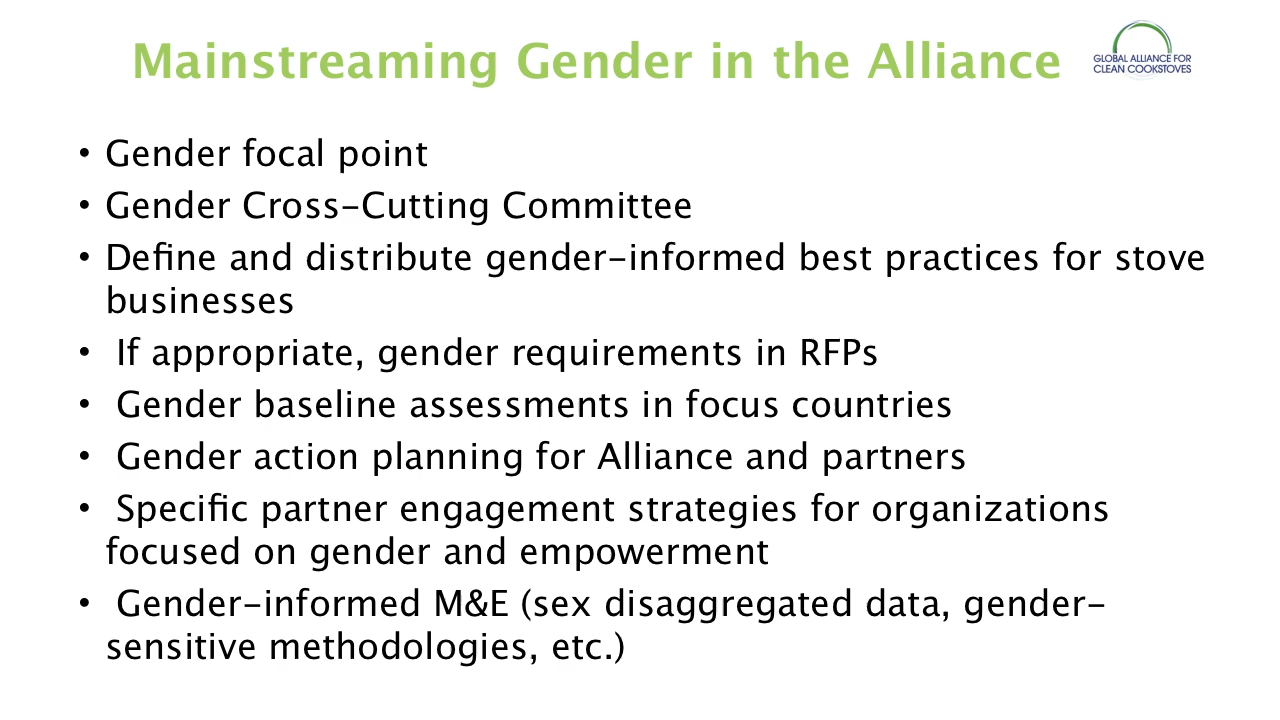 Mainstreaming Gender in the Alliance
GLOBAL ALLIANCE FOR
CLEAN COOKSTOVES
• Gender focal point
• Gender Cross-Cutting Committee
• Define and distribute gender-informed best practices for stove
businesses
• If appropriate, gender requirements in RFPs
• Gender baseline assessments in focus countries
• Gender action planning for Alliance and partners
• Specific partner engagement strategies for organizations
focused on gender and empowerment
• Gender-informed M&E (sex disaggregated data, gender-
sensitive methodologies, etc.)